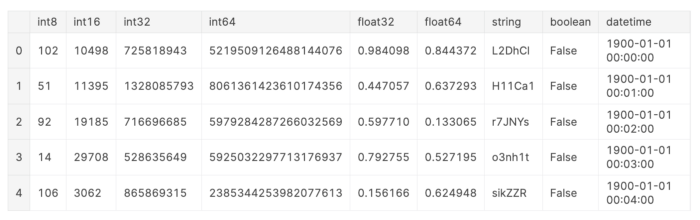 int8 int16 int32 int64 float32 float64 string boolean datetime
0 102 10498 725818943 5219509126488144076 0.984098 0.844372 L2DhCl False 1900-01-01 00:00:00
1 51 11395 1328085793 8061361423610174356 0.447057 0.637293 H11Ca1 False 1900-01-01 00:01:00
2 92 19185 716696685 5979284287266032569 0.597710 0.133065 r7JNYs False 1900-01-01 00:02:00
3 14 29708 528635649 5925032297713176937 0.792755 0.527195 o3nh1t False 1900-01-01 00:03:00
4 106 3062 865869315 2385344253982077613 0.156166 0.624948 sikZZR False 1900-01-01 00:04:00